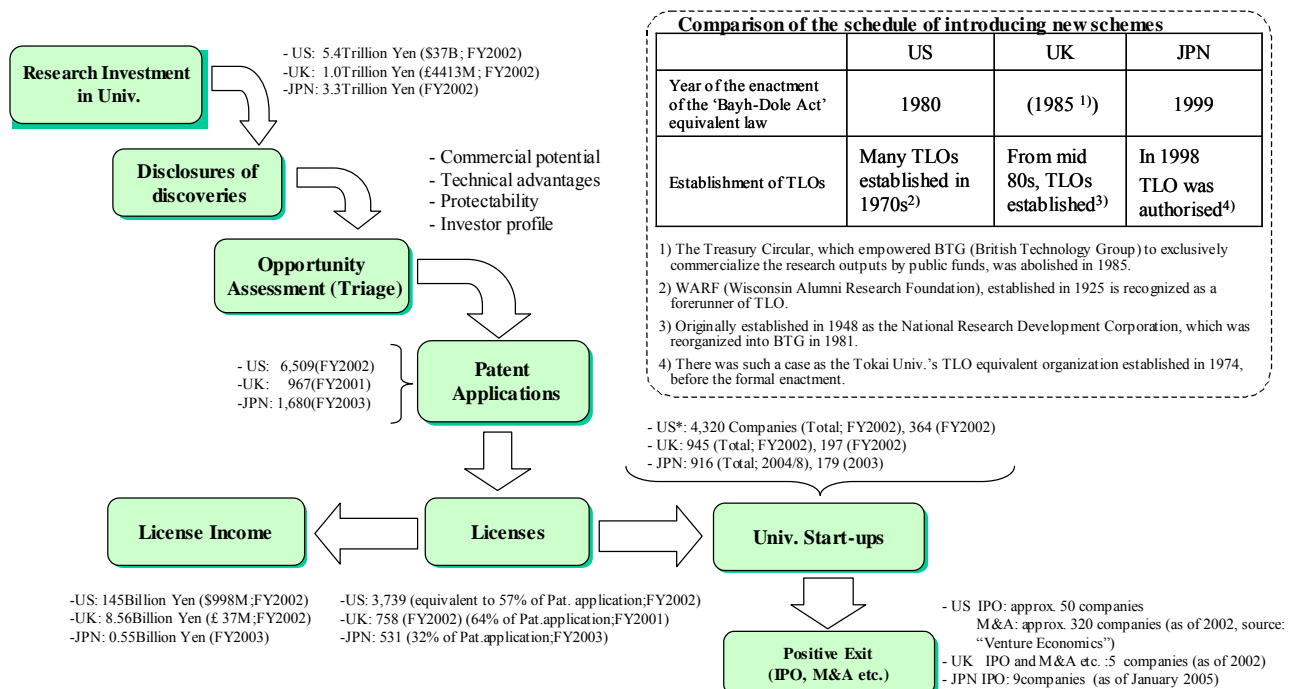 Research Investment
in Univ.
- US: 5.4Trillion Yen ($37B; FY2002)
-UK: 1.0Trillion Yen (£4413M; FY2002)
-JPN: 3.3Trillion Yen (FY2002)
Disclosures of
discoveries
- Commercial potential
- Technical advantages
- Protectability
- Investor profile
Opportunity
Assessment (Triage)
- US: 6,509(FY2002)
-UK: 967(FY2001)
-JPN: 1,680(FY2003)
Patent
Applications
Comparison of the schedule of introducing new schemes
US UK JPN
Year of the enactment
of the ‘Bayh-Dole Act’
equivalent law
1980 (1985 1)) 1999
Establishment of TLOs
Many TLOs
established in
1970s2)
From mid
80s, TLOs
established3)
In 1998
TLO was
authorised4)
1) The Treasury Circular, which empowered BTG (British Technology Group) to exclusively
commercialize the research outputs by public funds, was abolished in 1985.
2) WARF (Wisconsin Alumni Research Foundation), established in 1925 is recognized as a
forerunner of TLO.
3) Originally established in 1948 as the National Research Development Corporation, which was
reorganized into BTG in 1981.
4) There was such a case as the Tokai Univ.’s TLO equivalent organization established in 1974,
before the formal enactment.
- US*: 4,320 Companies (Total; FY2002), 364 (FY2002)
- UK: 945 (Total; FY2002), 197 (FY2002)
- JPN: 916 (Total; 2004/8), 179 (2003)
License Income
Licenses
Univ. Start-ups
-US: 145Billion Yen ($998M;FY2002)
-UK: 8.56Billion Yen (£ 37M;FY2002)
-JPN: 0.55Billion Yen (FY2003)
-US: 3,739 (equivalent to 57% of Pat. application;FY2002)
-UK: 758 (FY2002) (64% of Pat.application;FY2001)
-JPN: 531 (32% of Pat.application;FY2003)
Positive Exit
(IPO, M&A etc.)
- US IPO: approx. 50 companies
M&A: approx. 320 companies (as of 2002, source:
“Venture Economics”)
- UK IPO and M&A etc. :5 companies (as of 2002)
- JPN IPO: 9companies (as of January 2005)